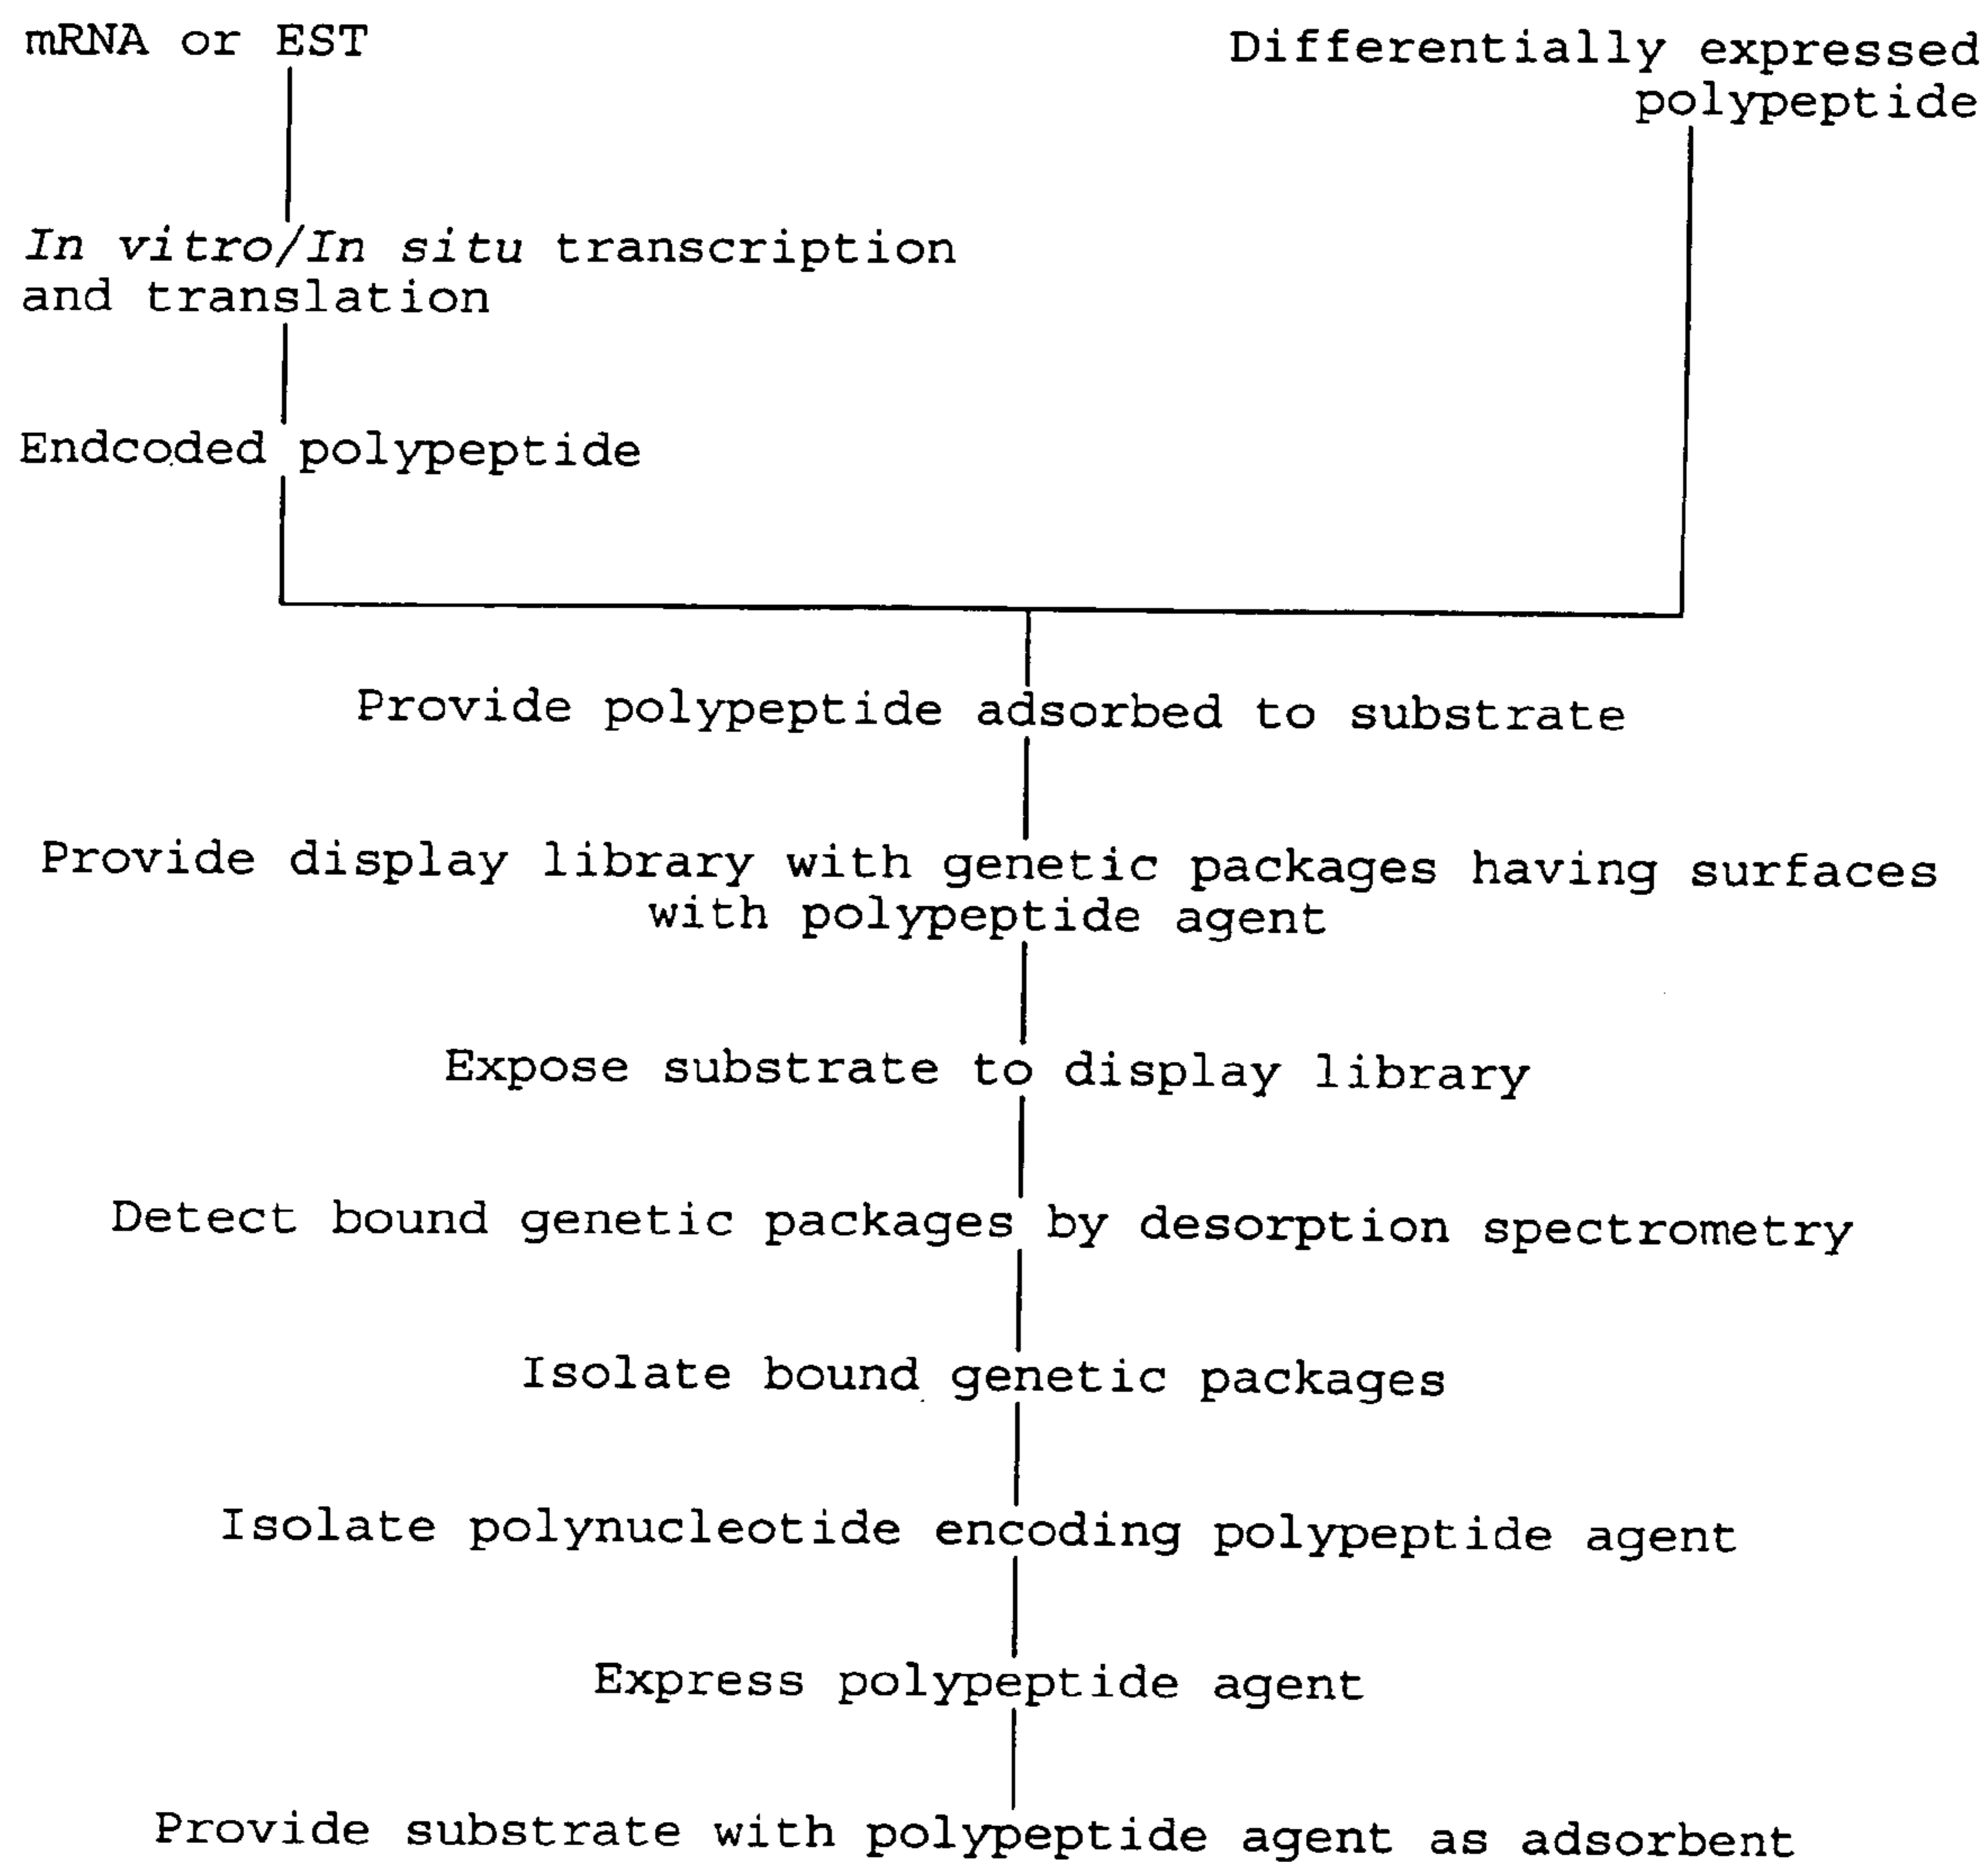 mRNA or EST
Differentially expressed
polypeptide
In vitro/In situ transcription
and translation
Endcoded polypeptide
Provide polypeptide adsorbed to substrate
Provide display library with genetic packages having surfaces
with polypeptide agent
Expose substrate to display library
Detect bound genetic packages by desorption spectrometry
Isolate bound genetic packages
Isolate polynucleotide encoding polypeptide agent
Express polypeptide agent
Provide substrate with polypeptide agent as adsorbent